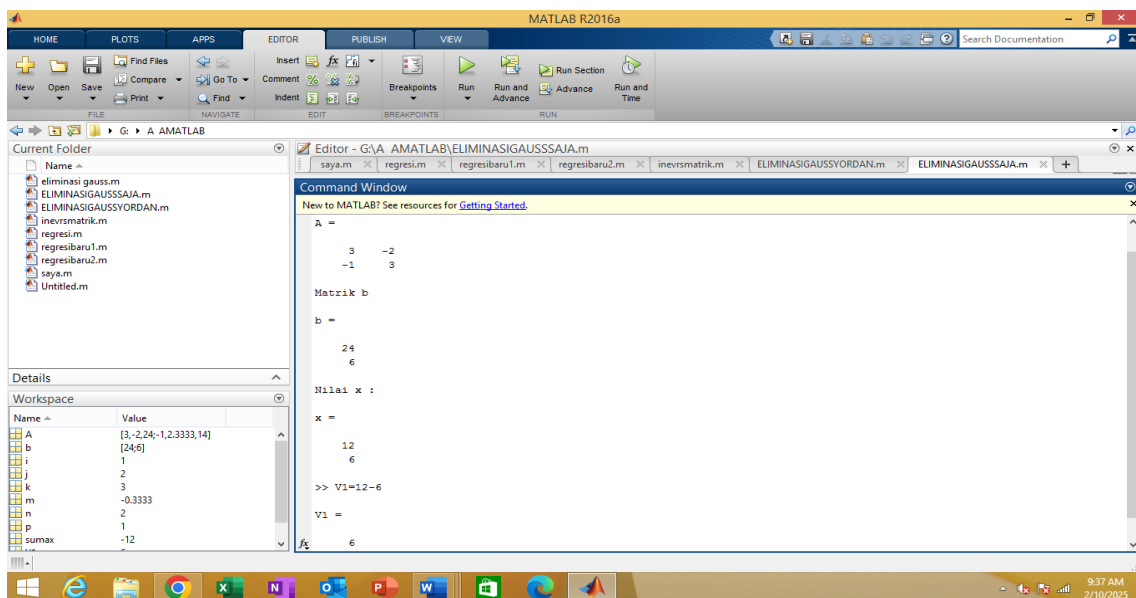 MATLAB R2016a
HOME PLOTS APPS EDITOR PUBLISH VIEW
Search Documentation
New Open Save
Find Files
Compare
Print
FILE
Go To
Find
NAVIGATE
Insert fx
Comment %
Indent
EDIT
Breakpoints
BREAKPOINTS
Run
Run and Advance
Run Section
Advance
Run and Time
RUN
G: A AMATLAB
Current Folder
Name
eliminasi gauss.m
ELIMINASIGAUSSSAJA.m
ELIMINASIGAUSSYORDAN.m
inevrsmatrik.m
regresi.m
regresibaru1.m
regresibaru2.m
saya.m
Untitled.m
Details
Workspace
Name Value
A [3,-2,24;-1,2.3333,14]
b [24;6]
i 1
j 2
k 3
m -0.3333
n 2
p 1
sumax -12
Editor - G:\A AMATLAB\ELIMINASIGAUSSSAJA.m
saya.m regresi.m regresibaru1.m regresibaru2.m inevrsmatrik.m ELIMINASIGAUSSYORDAN.m ELIMINASIGAUSSSAJA.m +
Command Window
New to MATLAB? See resources for Getting Started.
A =
3 -2
-1 3
Matrik b
b =
24
6
Nilai x :
x =
12
6
>> V1=12-6
V1 =
fx 6
9:37 AM
2/10/2025